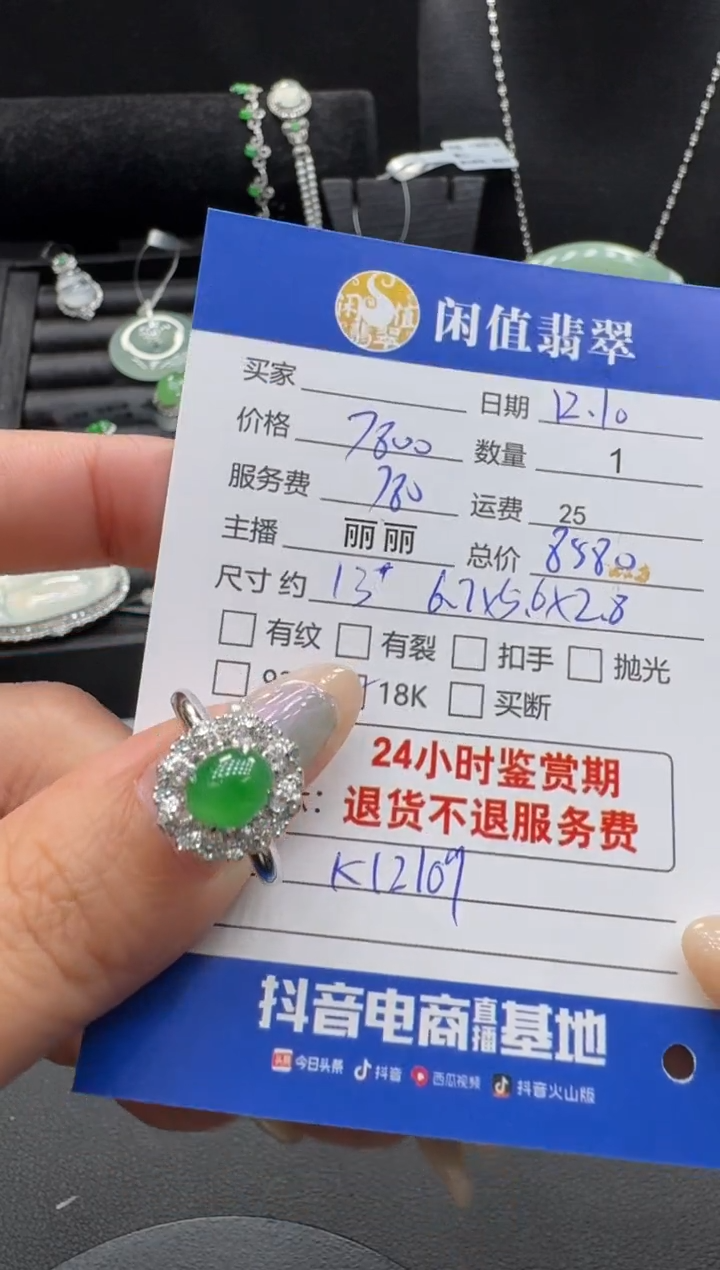 闲值翡翠
买家 日期 12.10
价格 7800 数量 1
服务费 780 运费 25
主播 丽丽 总价 8580
尺寸约 13# 6.7x5.6x2.8
有纹 有裂 扣手 抛光
18K 买断
24小时鉴赏期
退货不退服务费
K12109
抖音电商直播基地
头条 今日头条 抖音 西瓜视频 抖音火山版